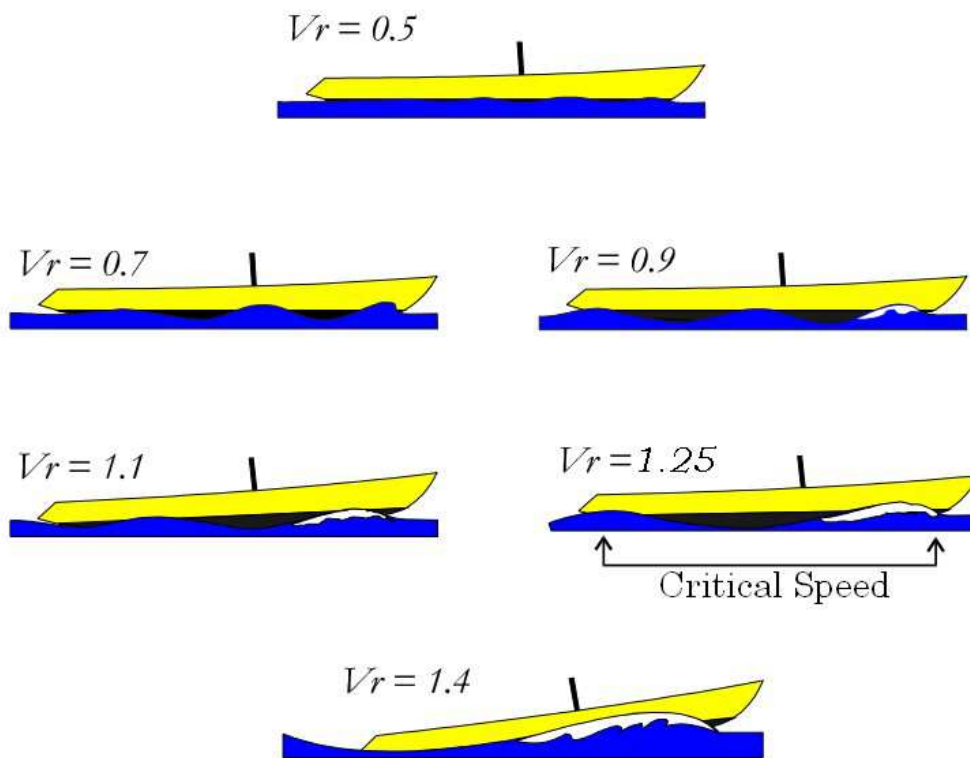 Vr = 0.5
Vr = 0.7
Vr = 0.9
Vr = 1.1
Vr = 1.25
Critical Speed
Vr = 1.4